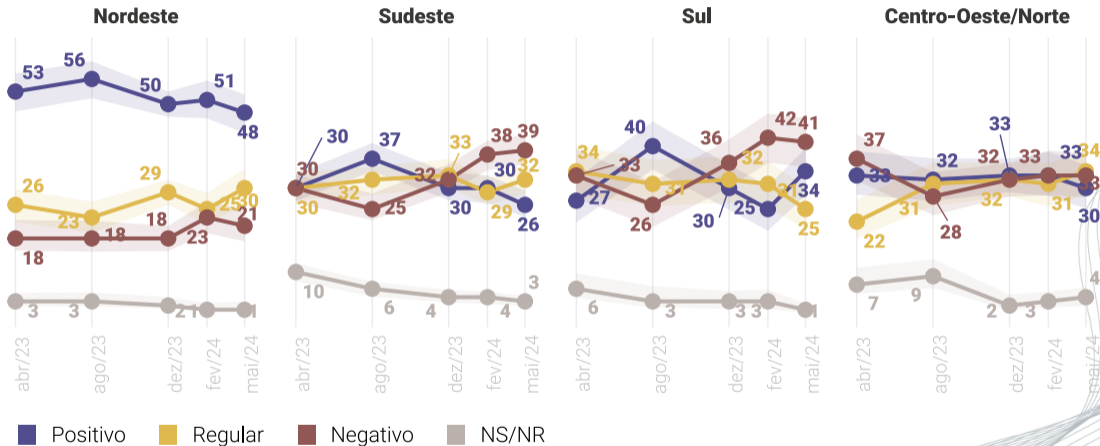 Nordeste Sudeste Sul Centro-Oeste/Norte
53 56 50 51 48
26 23 29 25 30
18 18 18 23 21
3 3 2 1 1
30 37 30 30 26
30 32 33 29 32
30 25 32 38 39
10 6 4 4 3
27 40 30 25 34
34 31 32 31 25
33 26 36 42 41
6 3 3 3 1
33 32 33 33 30
22 31 32 31 34
37 28 32 33 33
7 9 2 3 4
abr/23 ago/23 dez/23 fev/24 mai/24
abr/23 ago/23 dez/23 fev/24 mai/24
abr/23 ago/23 dez/23 fev/24 mai/24
abr/23 ago/23 dez/23 fev/24 mai/24
Positivo Regular Negativo NS/NR